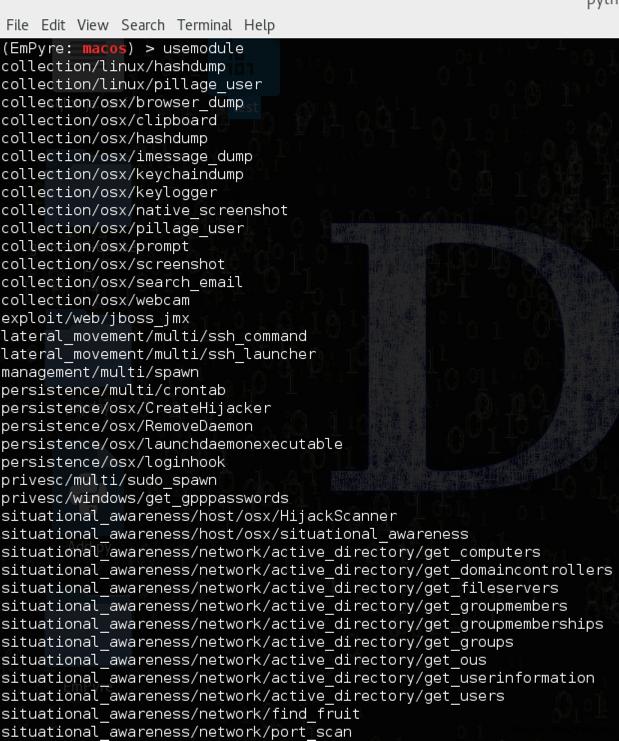 pyth
File Edit View Search Terminal Help
(EmPyre: macos) > usemodule
collection/linux/hashdump
collection/linux/pillage_user
collection/osx/browser_dump
collection/osx/clipboard
collection/osx/hashdump
collection/osx/imessage_dump
collection/osx/keychaindump
collection/osx/keylogger
collection/osx/native_screenshot
collection/osx/pillage_user
collection/osx/prompt
collection/osx/screenshot
collection/osx/search_email
collection/osx/webcam
exploit/web/jboss_jmx
lateral_movement/multi/ssh_command
lateral_movement/multi/ssh_launcher
management/multi/spawn
persistence/multi/crontab
persistence/osx/CreateHijacker
persistence/osx/RemoveDaemon
persistence/osx/launchdaemonexecutable
persistence/osx/loginhook
privesc/multi/sudo_spawn
privesc/windows/get_gpppasswords
situational_awareness/host/osx/HijackScanner
situational_awareness/host/osx/situational_awareness
situational_awareness/network/active_directory/get_computers
situational_awareness/network/active_directory/get_domaincontrollers
situational_awareness/network/active_directory/get_fileservers
situational_awareness/network/active_directory/get_groupmembers
situational_awareness/network/active_directory/get_groupmemberships
situational_awareness/network/active_directory/get_groups
situational_awareness/network/active_directory/get_ous
situational_awareness/network/active_directory/get_userinformation
situational_awareness/network/active_directory/get_users
situational_awareness/network/find_fruit
situational_awareness/network/port_scan
D